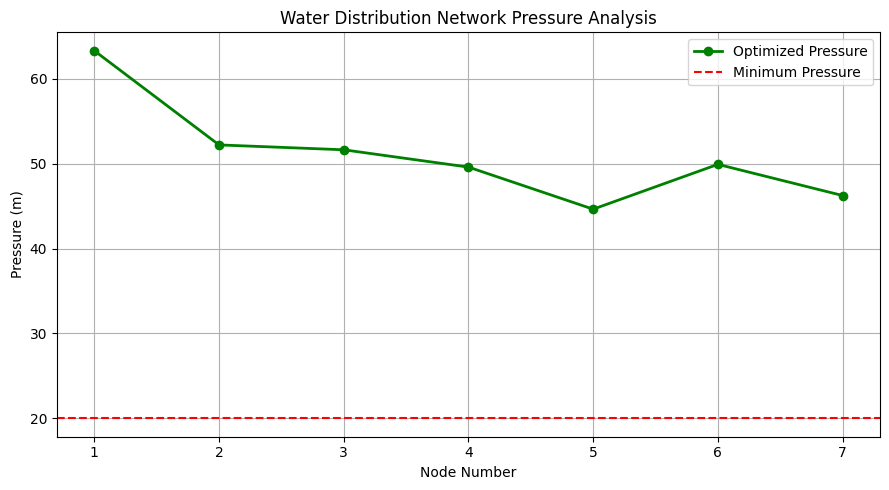 Water Distribution Network Pressure Analysis
Optimized Pressure
Minimum Pressure
Pressure (m)
60
50
40
30
20
1 2 3 4 5 6 7
Node Number